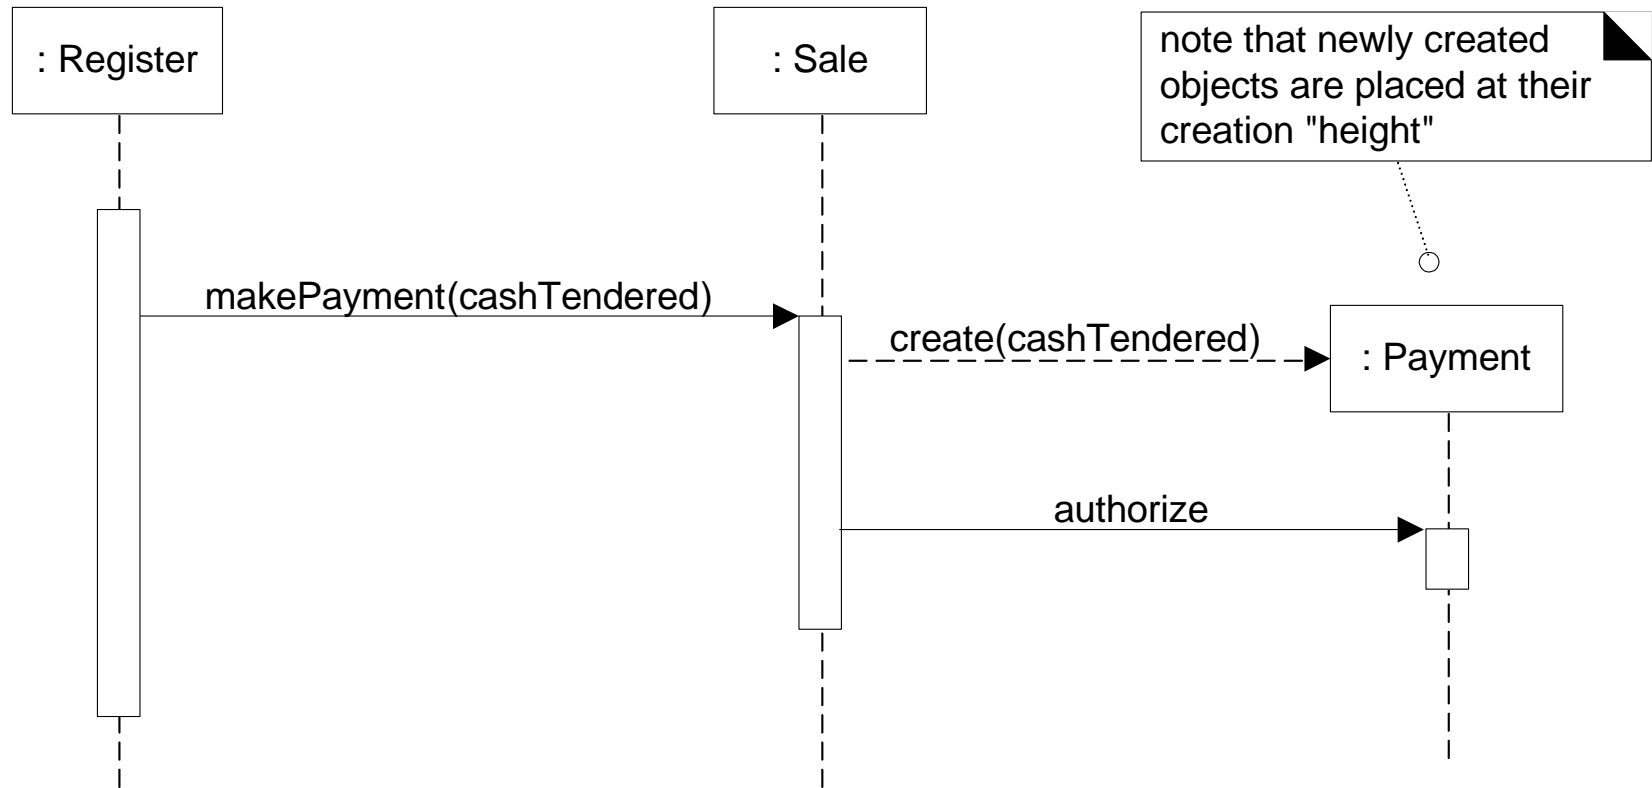 : Register
: Sale
note that newly created
objects are placed at their
creation "height"
makePayment(cashTendered)
create(cashTendered)
: Payment
authorize